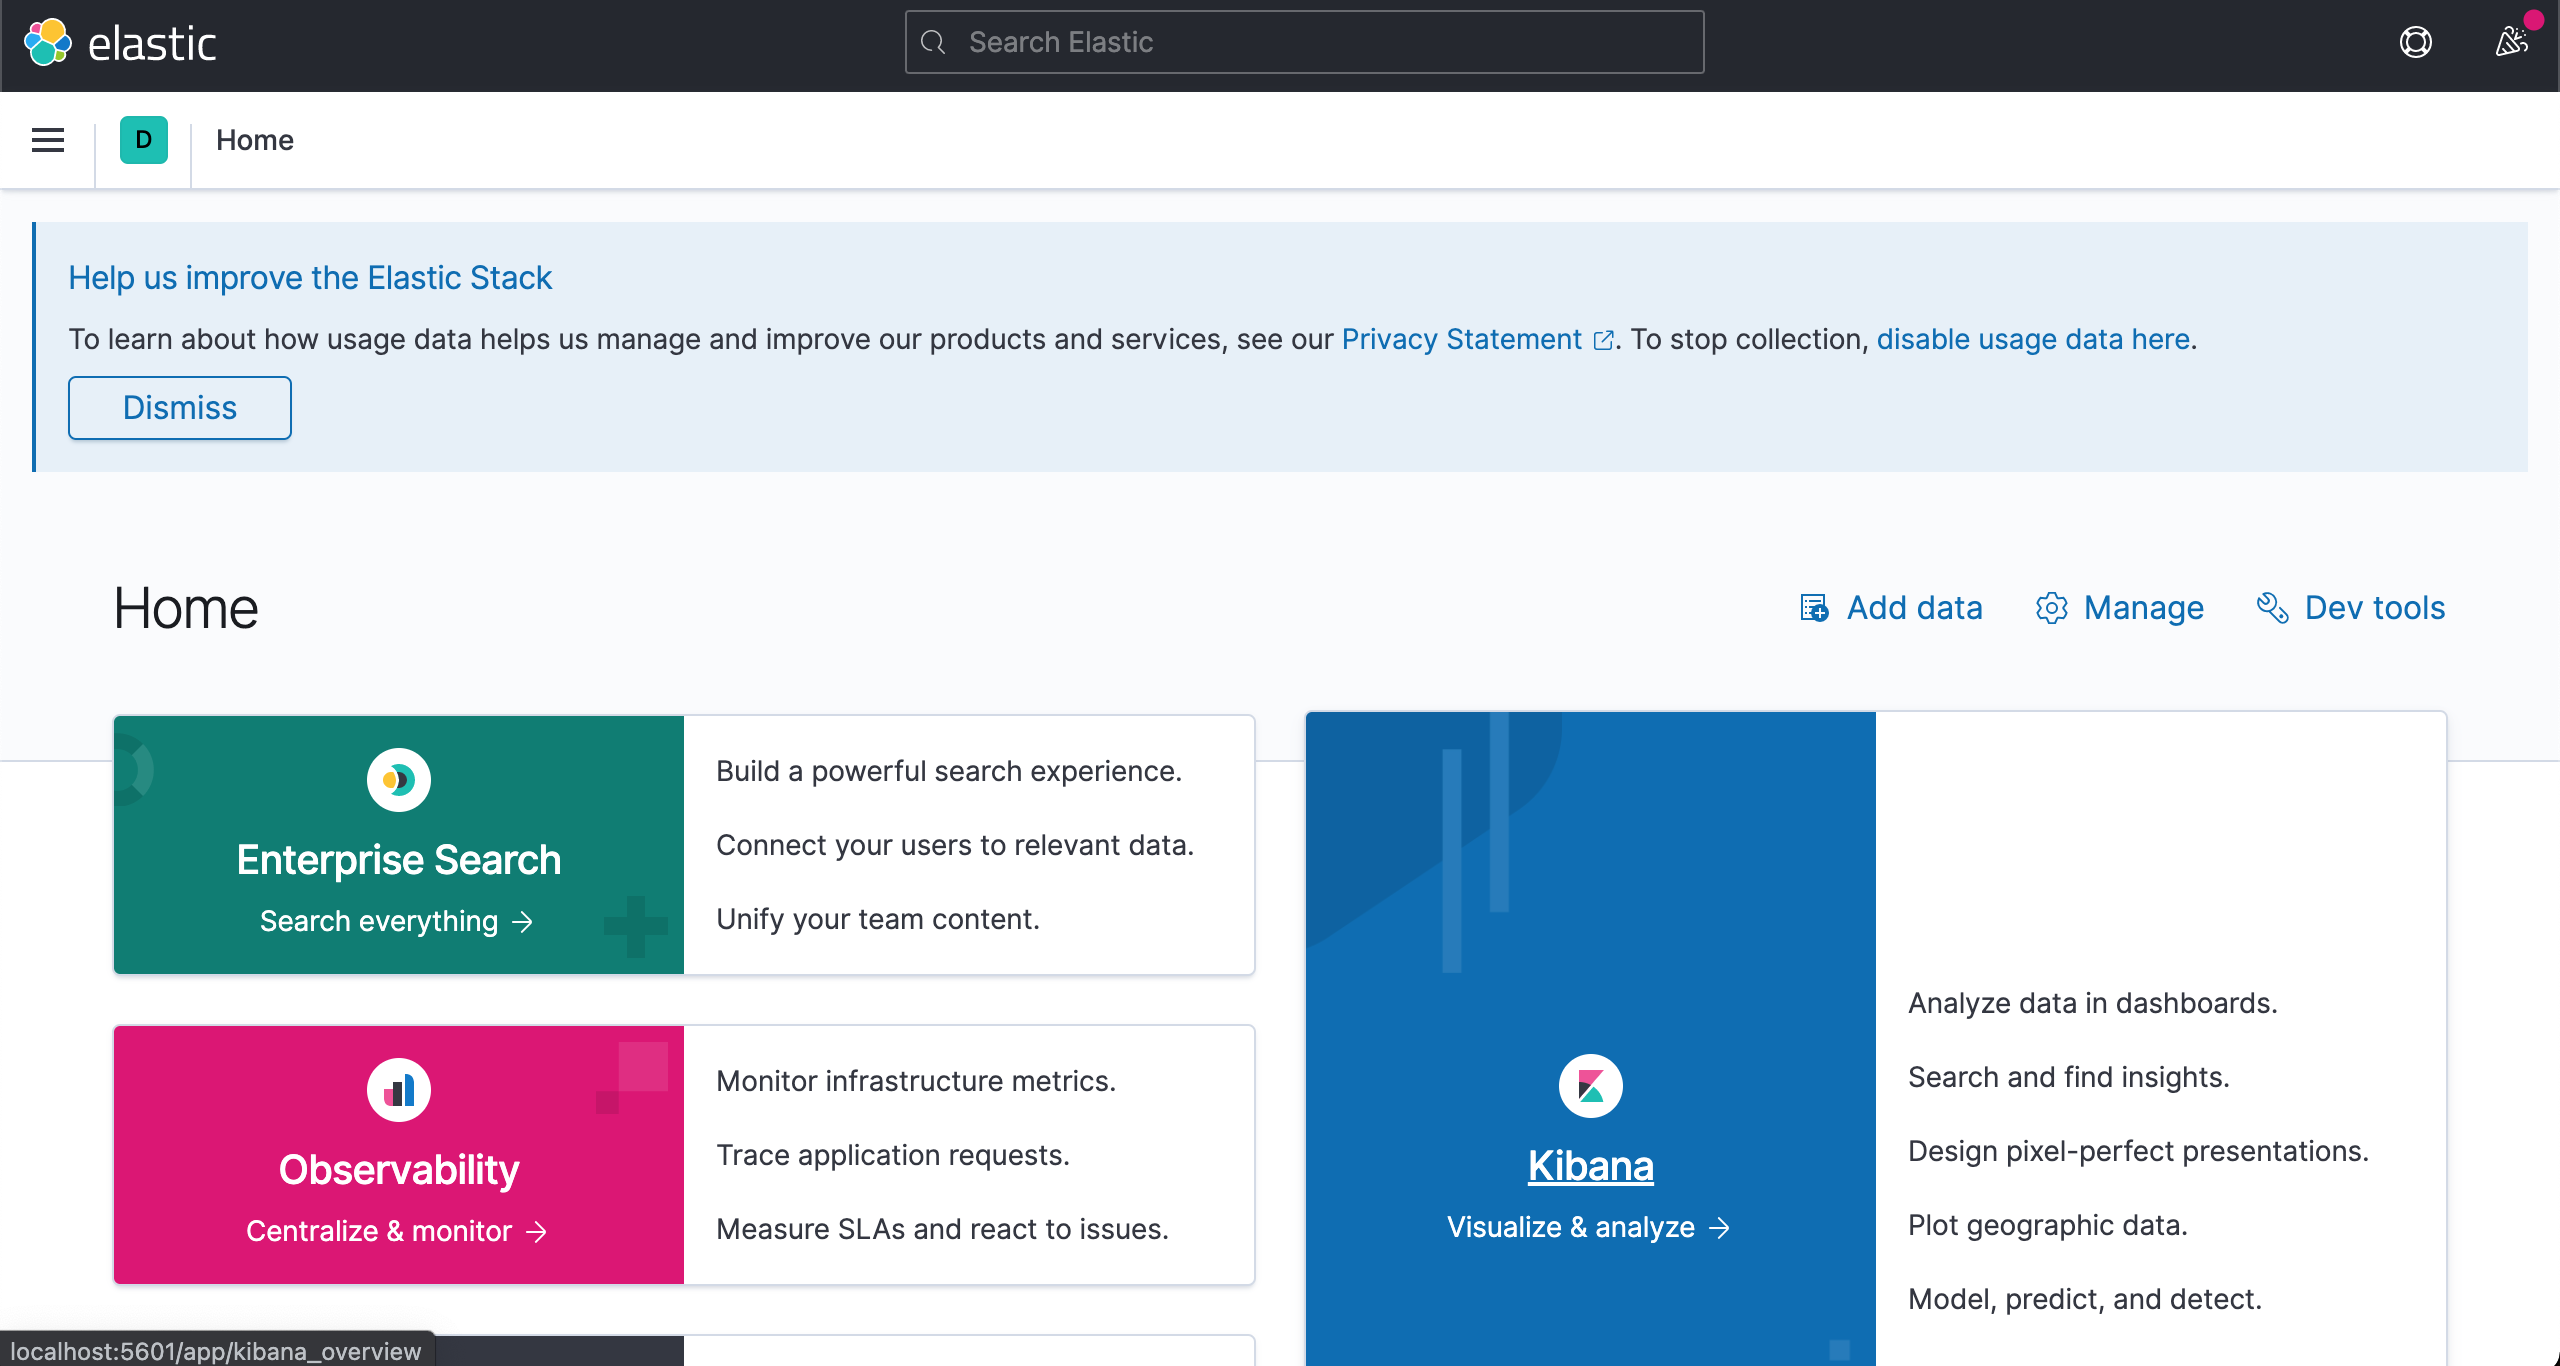 elastic
Search Elastic
D
Home
Help us improve the Elastic Stack
To learn about how usage data helps us manage and improve our products and services, see our Privacy Statement . To stop collection, disable usage data here.
Dismiss
Home
Add data
Manage
Dev tools
Enterprise Search
Search everything →
Build a powerful search experience.
Connect your users to relevant data.
Unify your team content.
Observability
Centralize & monitor →
Monitor infrastructure metrics.
Trace application requests.
Measure SLAs and react to issues.
Kibana
Visualize & analyze →
Analyze data in dashboards.
Search and find insights.
Design pixel-perfect presentations.
Plot geographic data.
Model, predict, and detect.
localhost:5601/app/kibana_overview